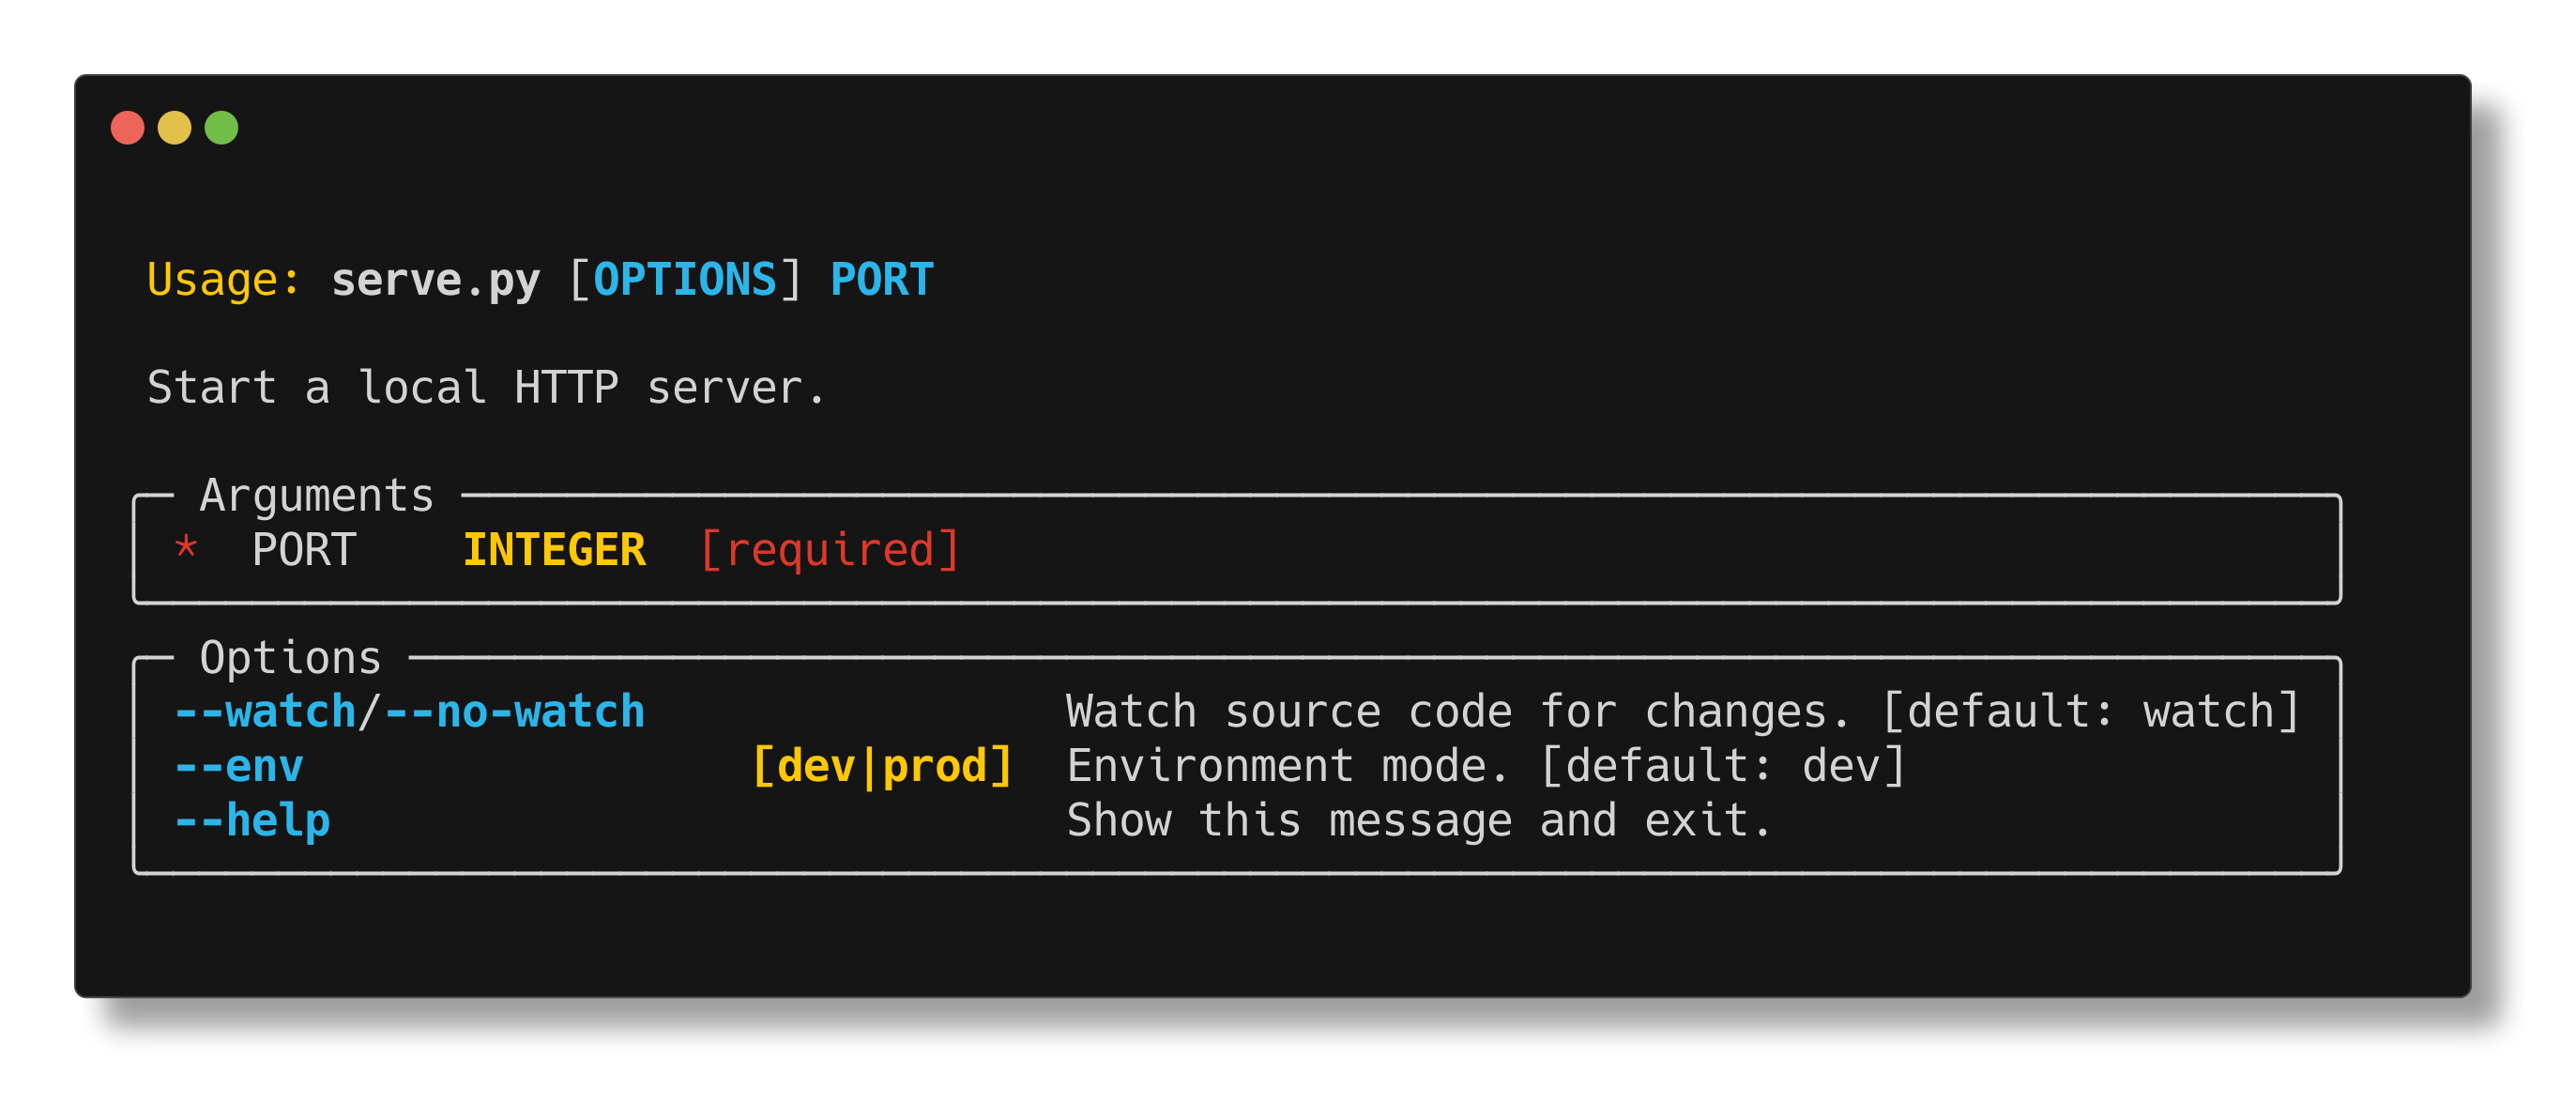 Usage: serve.py [OPTIONS] PORT
Start a local HTTP server.
Arguments
* PORT INTEGER [required]
Options
--watch/--no-watch Watch source code for changes. [default: watch]
--env [dev|prod] Environment mode. [default: dev]
--help Show this message and exit.